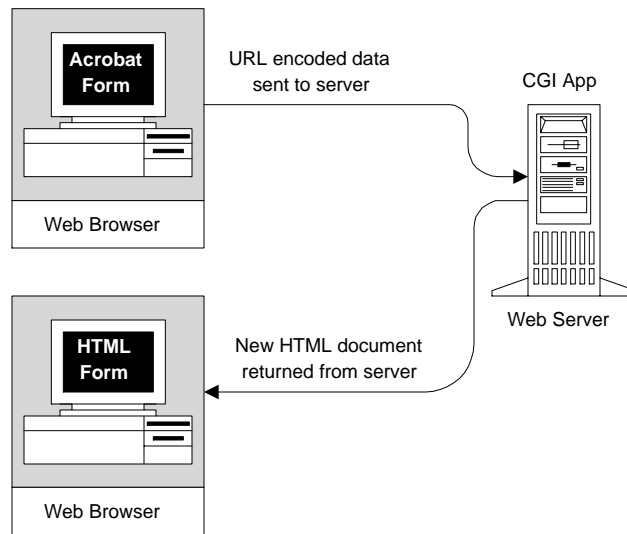 Acrobat
Form
Web Browser
URL encoded data
sent to server
CGI App
Web Server
HTML
Form
Web Browser
New HTML document
returned from server